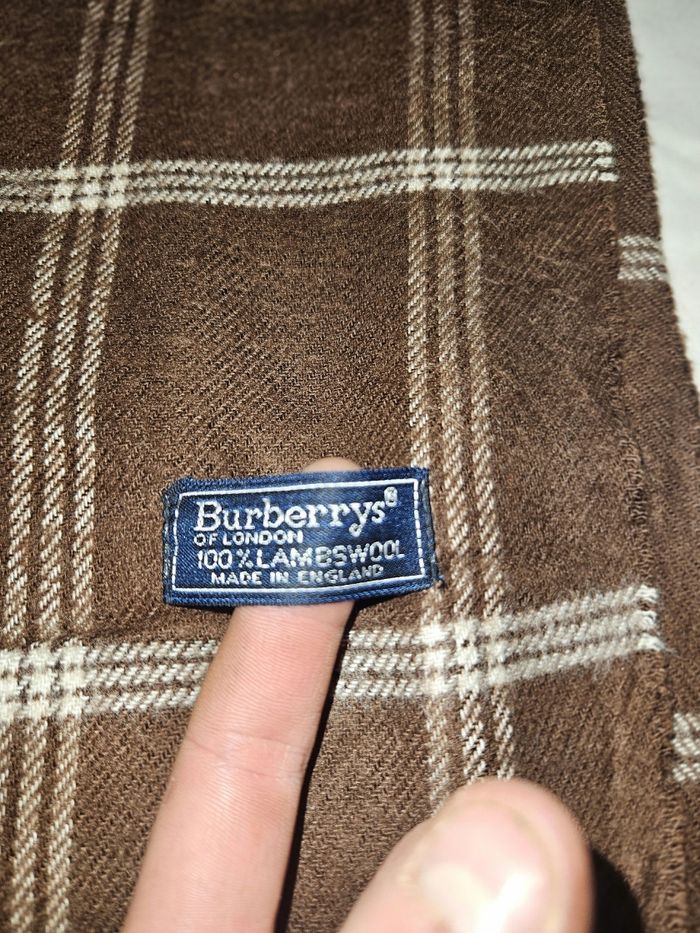 Burberrys®
OF LONDON
100% LAMBSWOOL
MADE IN ENGLAND